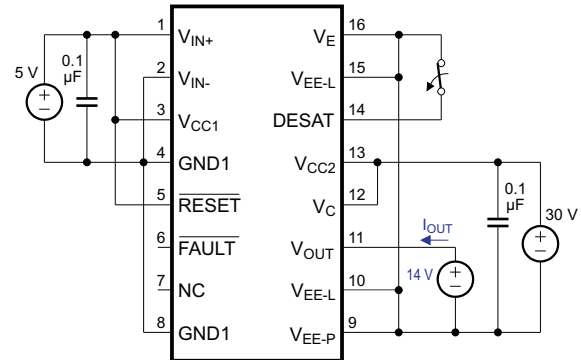 1 V_IN+ V_E 16
2 V_IN- V_EE-L 15
3 V_CC1 DESAT 14
4 GND1 V_CC2 13
5 RESET V_C 12
6 FAULT V_OUT 11
7 NC V_EE-L 10
8 GND1 V_EE-P 9
5 V
+
−
0.1
µF
I_OUT
14 V
+
−
0.1
µF
30 V
+
−